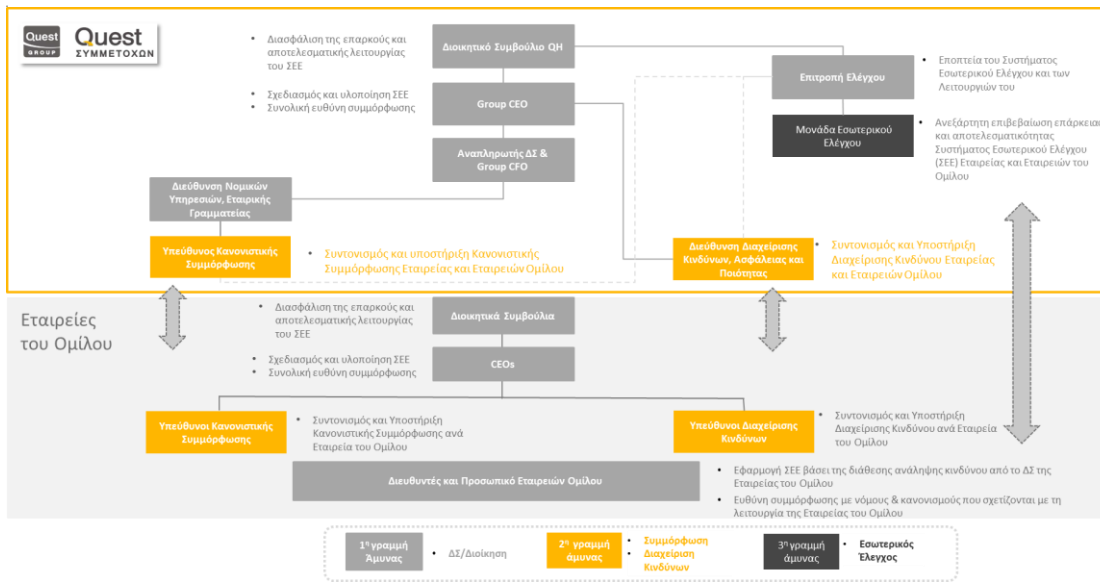 Quest
GROUP
Quest
ΣΥΜΜΕΤΟΧΩΝ
• Διασφάλιση της επαρκούς και
αποτελεσματικής λειτουργίας
του ΣΕΕ
Διοικητικό Συμβούλιο QH
Επιτροπή Ελέγχου
• Εποπτεία του Συστήματος
Εσωτερικού Ελέγχου και των
Λειτουργιών του
• Σχεδιασμός και υλοποίηση ΣΕΕ
• Συνολική ευθύνη συμμόρφωσης
Group CEO
Μονάδα Εσωτερικού
Ελέγχου
• Ανεξάρτητη επιβεβαίωση επάρκειας
και αποτελεσματικότητας
Συστήματος Εσωτερικού Ελέγχου
(ΣΕΕ) Εταιρείας και Εταιρειών του
Ομίλου
Αναπληρωτής ΔΣ &
Group CFO
Διεύθυνση Νομικών
Υπηρεσιών, Εταιρικής
Γραμματείας
Υπεύθυνος Κανονιστικής
Συμμόρφωσης
• Συντονισμός και υποστήριξη Κανονιστικής
Συμμόρφωσης Εταιρείας και Εταιρειών Ομίλου
Διεύθυνση Διαχείρισης
Κινδύνων, Ασφάλειας και
Ποιότητας
• Συντονισμός και Υποστήριξη
Διαχείρισης Κινδύνου Εταιρείας
και Εταιρειών Ομίλου
Εταιρείες
του Ομίλου
• Διασφάλιση της επαρκούς και
αποτελεσματικής λειτουργίας
του ΣΕΕ
Διοικητικά Συμβούλια
• Σχεδιασμός και υλοποίηση ΣΕΕ
• Συνολική ευθύνη συμμόρφωσης
CEOs
Υπεύθυνοι Κανονιστικής
Συμμόρφωσης
• Συντονισμός και Υποστήριξη
Κανονιστικής Συμμόρφωσης ανά
Εταιρεία του Ομίλου
Υπεύθυνοι Διαχείρισης
Κινδύνων
• Συντονισμός και Υποστήριξη
Διαχείρισης Κινδύνου ανά Εταιρεία
του Ομίλου
Διευθυντές και Προσωπικό Εταιρειών Ομίλου
• Εφαρμογή ΣΕΕ βάσει της διάθεσης ανάληψης κινδύνου από το ΔΣ της
Εταιρείας του Ομίλου
• Ευθύνη συμμόρφωσης με νόμους & κανονισμούς που σχετίζονται με τη
λειτουργία της Εταιρείας του Ομίλου
1η γραμμή
Άμυνας
• ΔΣ/Διοίκηση
2η γραμμή
άμυνας
• Συμμόρφωση
• Διαχείριση
Κινδύνων
3η γραμμή
άμυνας
• Εσωτερικός
Έλεγχος